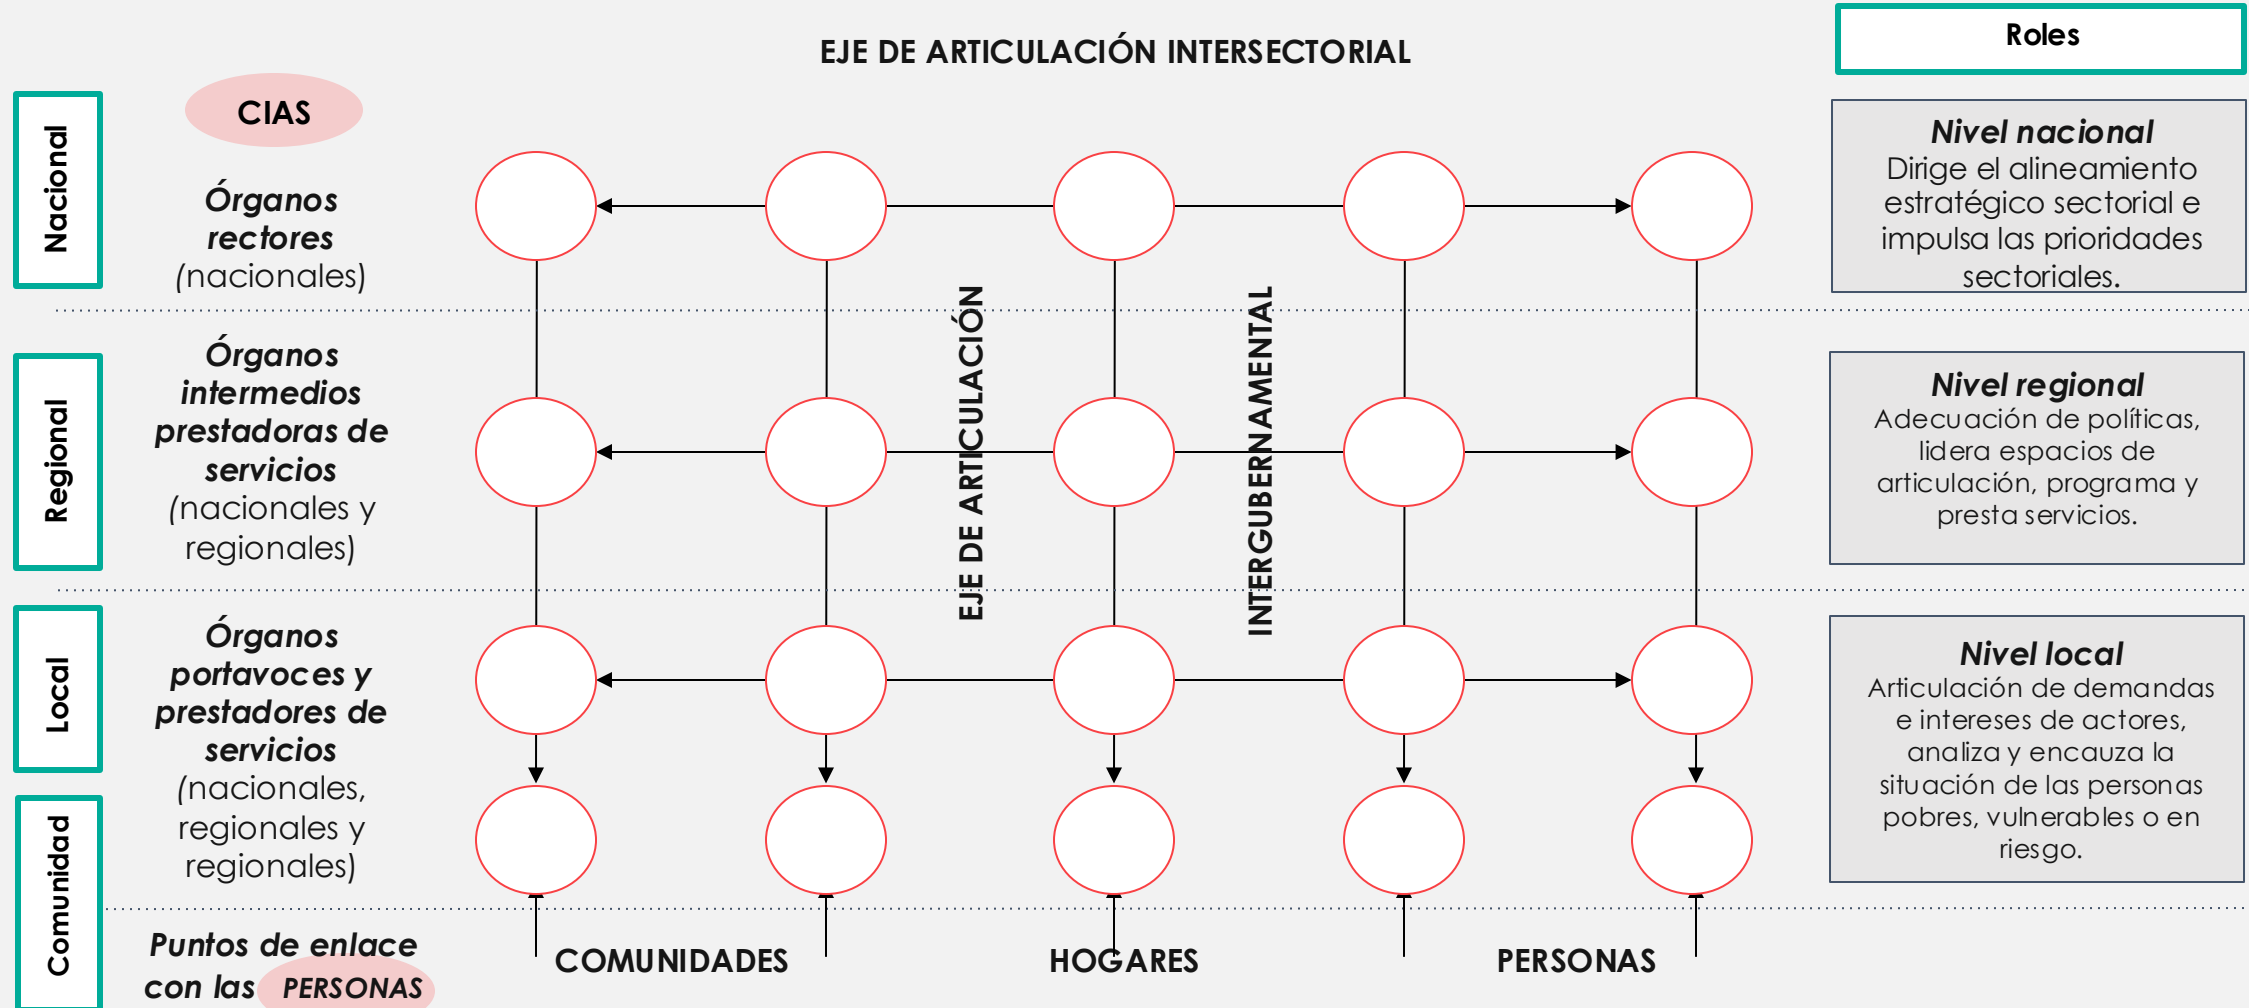 EJE DE ARTICULACIÓN INTERSECTORIAL
Roles
Nacional
CIAS
Órganos
rectores
(nacionales)
Nivel nacional
Dirige el alineamiento
estratégico sectorial e
impulsa las prioridades
sectoriales.
EJE DE ARTICULACIÓN
INTERGUBERNAMENTAL
Regional
Órganos
intermedios
prestadoras de
servicios
(nacionales y
regionales)
Nivel regional
Adecuación de políticas,
lidera espacios de
articulación, programa y
presta servicios.
Local
Órganos
portavoces y
prestadores de
servicios
(nacionales,
regionales y
regionales)
Nivel local
Articulación de demandas
e intereses de actores,
analiza y encauza la
situación de las personas
pobres, vulnerables o en
riesgo.
Comunidad
Puntos de enlace
con las PERSONAS
COMUNIDADES
HOGARES
PERSONAS